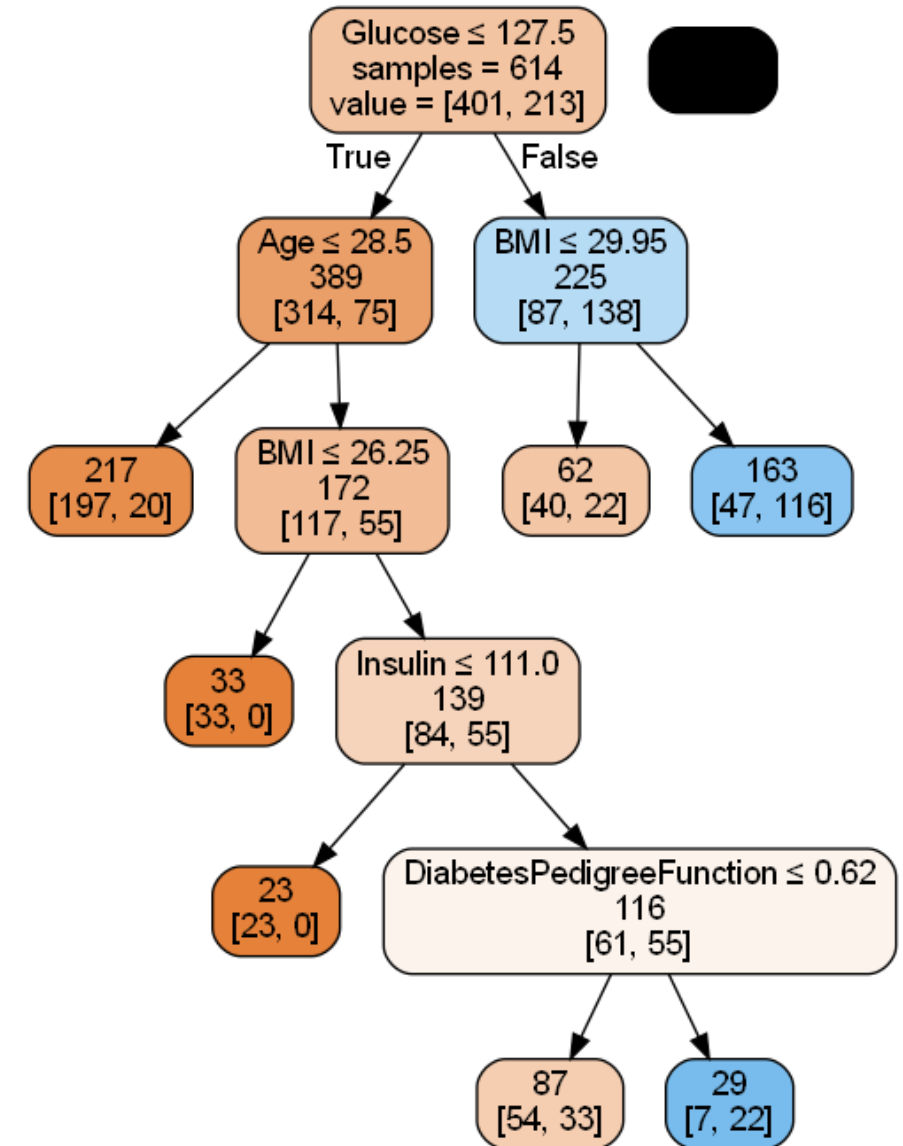 Glucose ≤ 127.5
samples = 614
value = [401, 213]
True
False
Age ≤ 28.5
389
[314, 75]
BMI ≤ 29.95
225
[87, 138]
217
[197, 20]
BMI ≤ 26.25
172
[117, 55]
62
[40, 22]
163
[47, 116]
33
[33, 0]
Insulin ≤ 111.0
139
[84, 55]
23
[23, 0]
DiabetesPedigreeFunction ≤ 0.62
116
[61, 55]
87
[54, 33]
29
[7, 22]